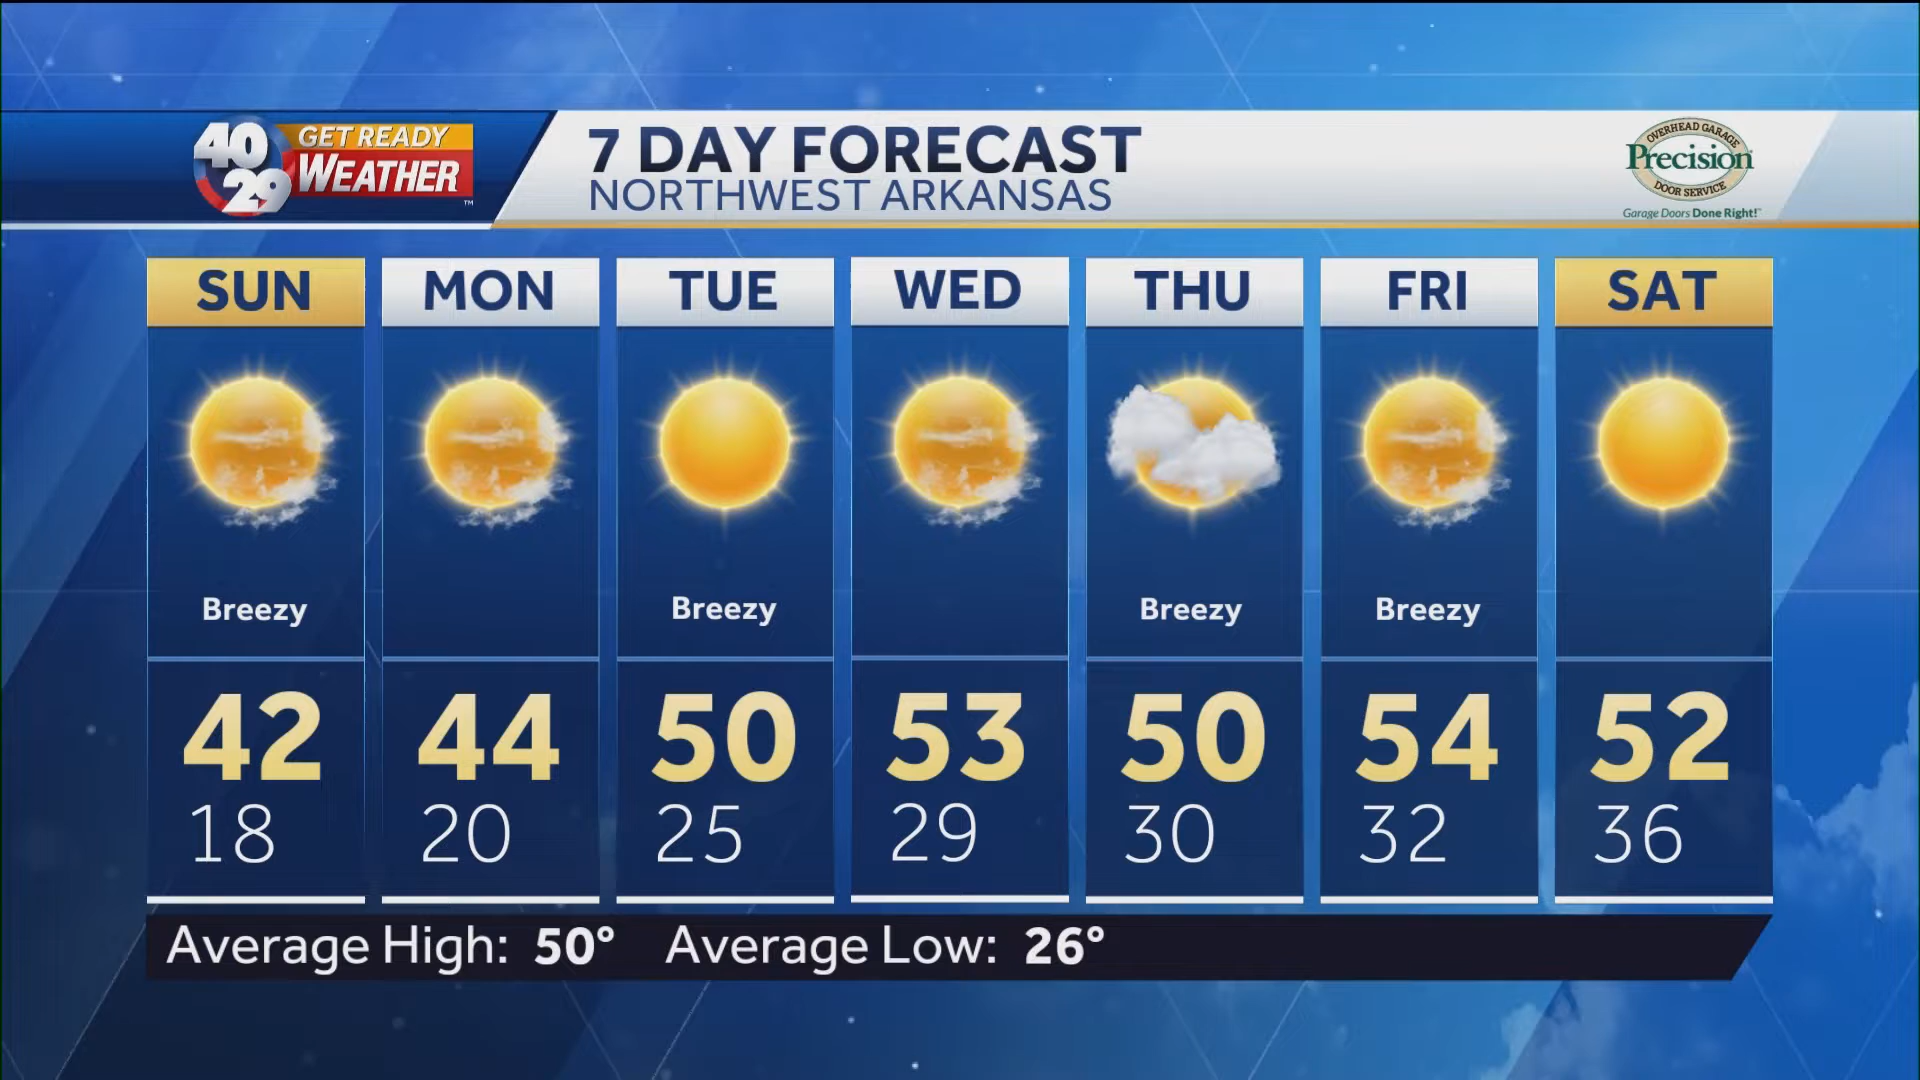 40
29
GET READY
WEATHER
™
7 DAY FORECAST
NORTHWEST ARKANSAS
OVERHEAD GARAGE
Precision
DOOR SERVICE
Garage Doors Done Right!™
SUN MON TUE WED THU FRI SAT
Breezy Breezy Breezy Breezy
42 44 50 53 50 54 52
18 20 25 29 30 32 36
Average High: 50° Average Low: 26°